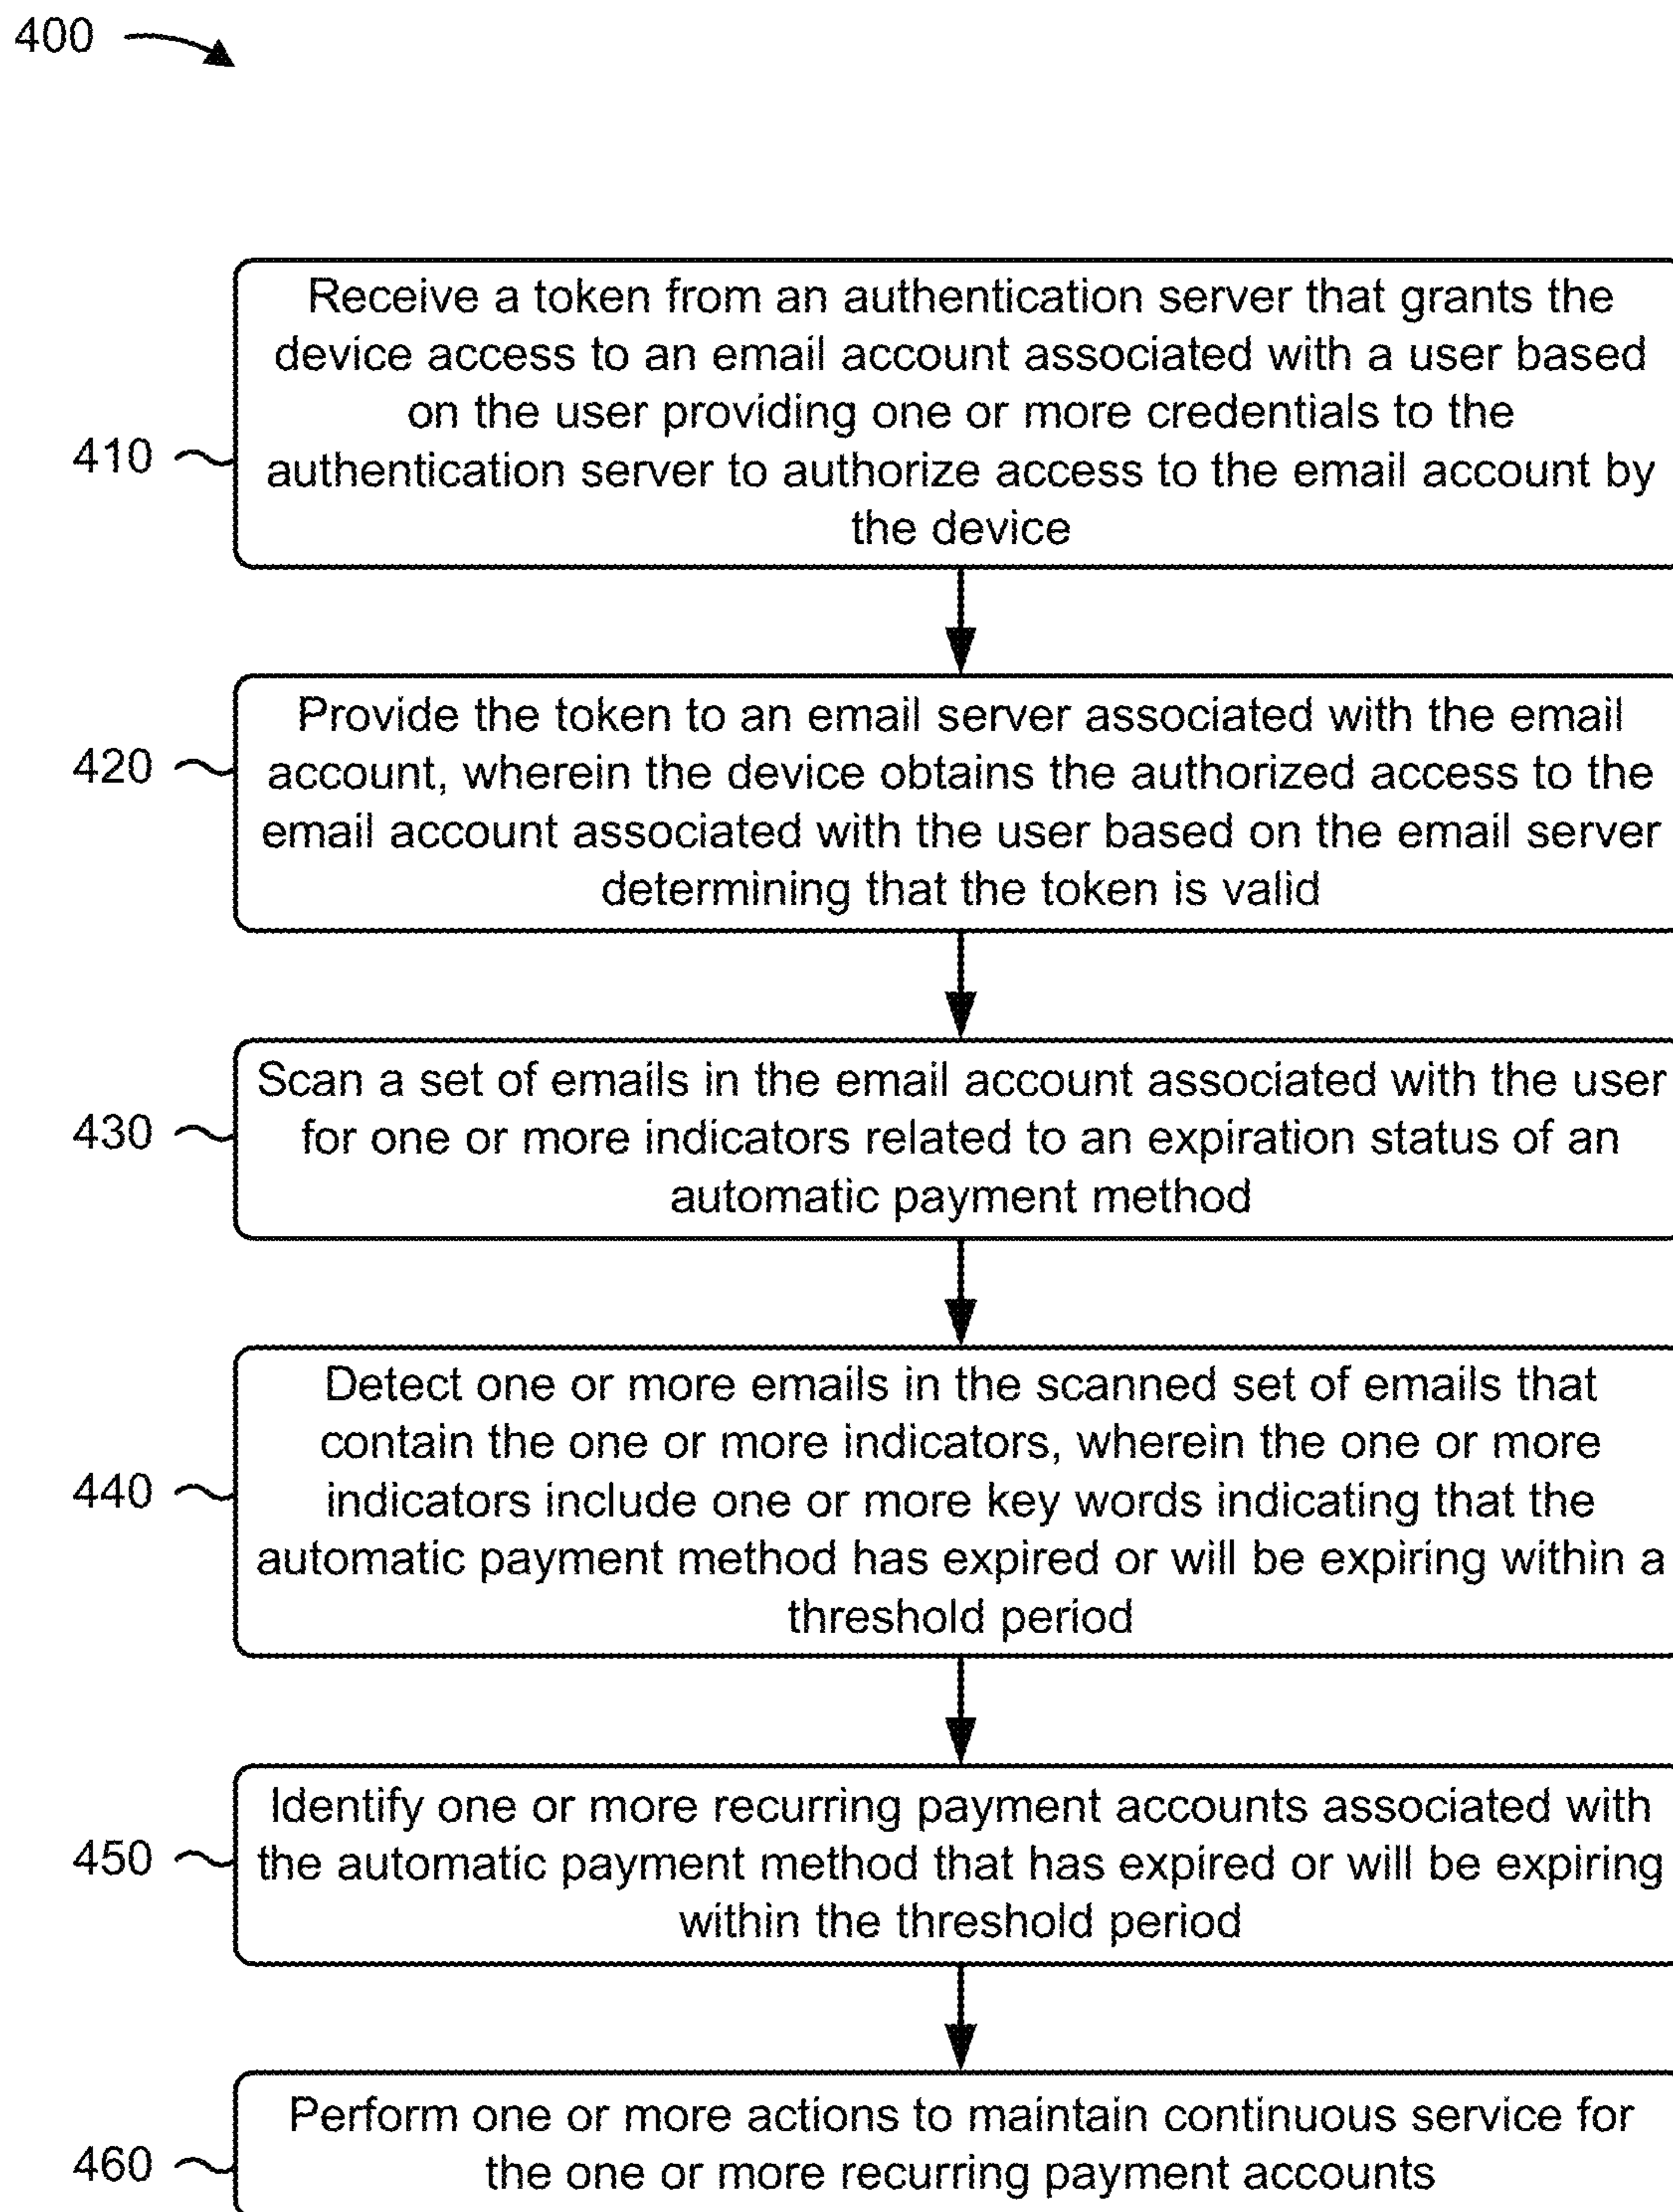 400
Receive a token from an authentication server that grants the
device access to an email account associated with a user based
on the user providing one or more credentials to the
410
authentication server to authorize access to the email account by
the device
Provide the token to an email server associated with the email
420
account, wherein the device obtains the authorized access to the
email account associated with the user based on the email server
determining that the token is valid
Scan a set of emails in the email account associated with the user
430
for one or more indicators related to an expiration status of an
automatic payment method
Detect one or more emails in the scanned set of emails that
contain the one or more indicators, wherein the one or more
440
indicators include one or more key words indicating that the
automatic payment method has expired or will be expiring within a
threshold period
Identify one or more recurring payment accounts associated with
450
the automatic payment method that has expired or will be expiring
within the threshold period
Perform one or more actions to maintain continuous service for
460
the one or more recurring payment accounts